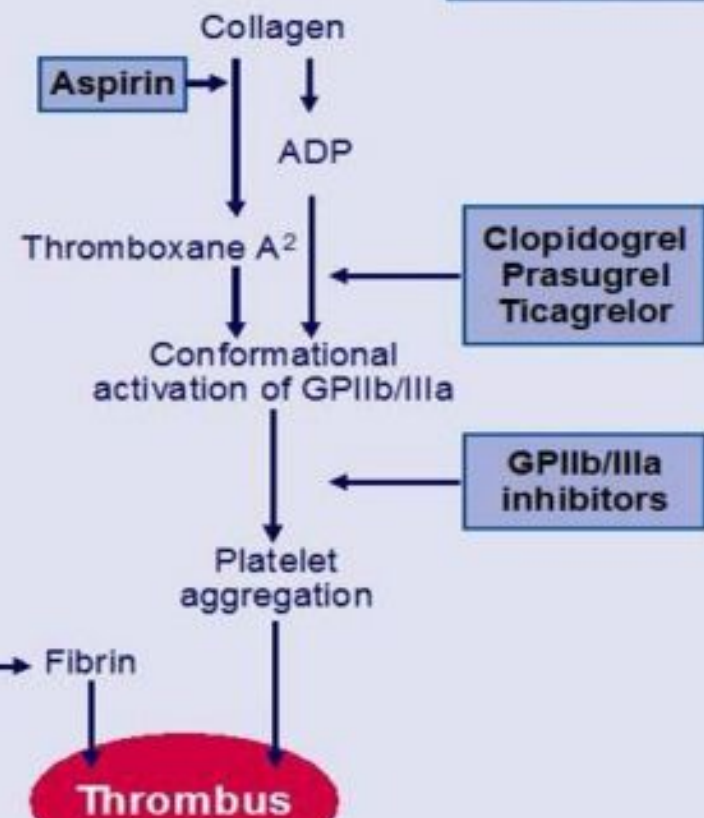 Collagen
Aspirin
ADP
Thromboxane A²
Clopidogrel
Prasugrel
Ticagrelor
Conformational
activation of GPIIb/IIIa
GPIIb/IIIa
inhibitors
Platelet
aggregation
Fibrin
Thrombus